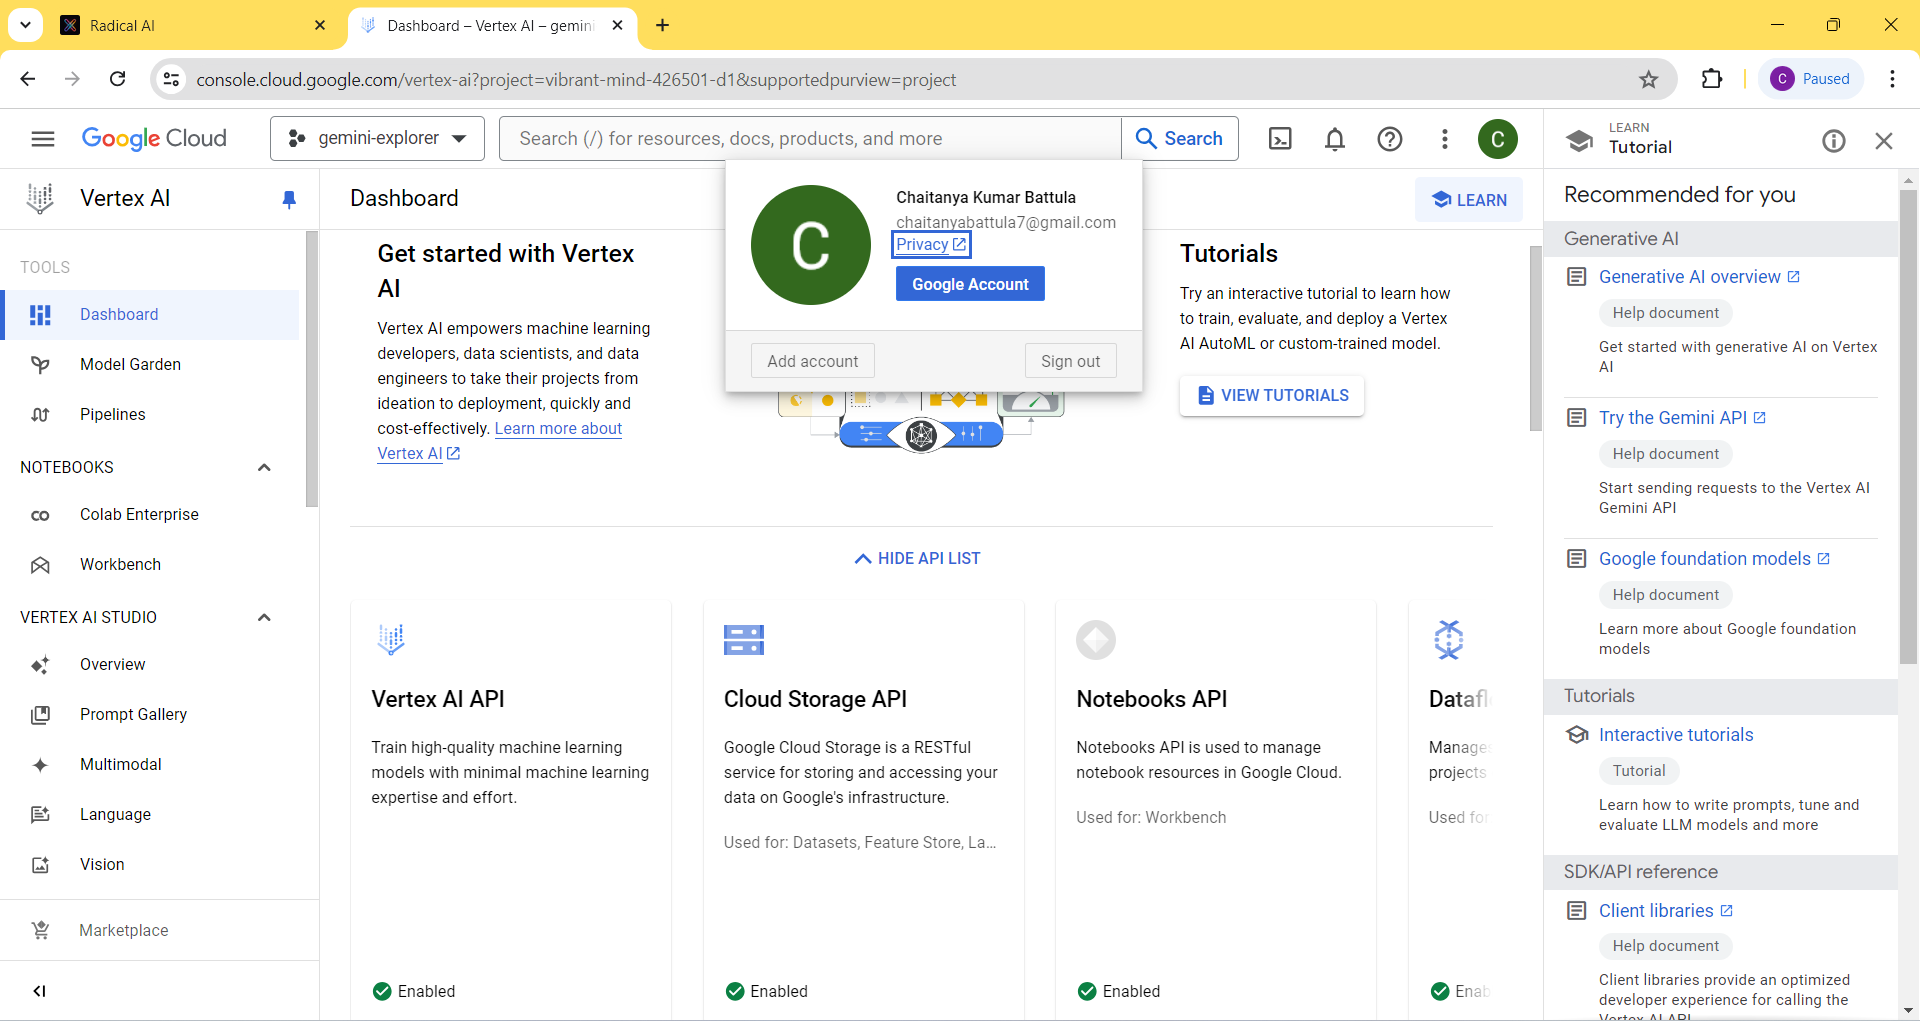 Radical AI
Dashboard – Vertex AI – gemini
console.cloud.google.com/vertex-ai?project=vibrant-mind-426501-d1&supportedpurview=project
C
Paused
Google Cloud
gemini-explorer
Search (/) for resources, docs, products, and more
Search
C
LEARN
Tutorial
Vertex AI
Dashboard
LEARN
Recommended for you
TOOLS
Dashboard
Model Garden
Pipelines
NOTEBOOKS
Colab Enterprise
Workbench
VERTEX AI STUDIO
Overview
Prompt Gallery
Multimodal
Language
Vision
Marketplace
Get started with Vertex
AI
Vertex AI empowers machine learning
developers, data scientists, and data
engineers to take their projects from
ideation to deployment, quickly and
cost-effectively. Learn more about
Vertex AI
C
Chaitanya Kumar Battula
chaitanyabattula7@gmail.com
Privacy
Google Account
Add account
Sign out
Tutorials
Try an interactive tutorial to learn how
to train, evaluate, and deploy a Vertex
AI AutoML or custom-trained model.
VIEW TUTORIALS
HIDE API LIST
Vertex AI API
Train high-quality machine learning
models with minimal machine learning
expertise and effort.
Enabled
Cloud Storage API
Google Cloud Storage is a RESTful
service for storing and accessing your
data on Google's infrastructure.
Used for: Datasets, Feature Store, La...
Enabled
Notebooks API
Notebooks API is used to manage
notebook resources in Google Cloud.
Used for: Workbench
Enabled
Datafl
Manage
projects
Used for
Enab
Generative AI
Generative AI overview
Help document
Get started with generative AI on Vertex
AI
Try the Gemini API
Help document
Start sending requests to the Vertex AI
Gemini API
Google foundation models
Help document
Learn more about Google foundation
models
Tutorials
Interactive tutorials
Tutorial
Learn how to write prompts, tune and
evaluate LLM models and more
SDK/API reference
Client libraries
Help document
Client libraries provide an optimized
developer experience for calling the
Vertex AI API